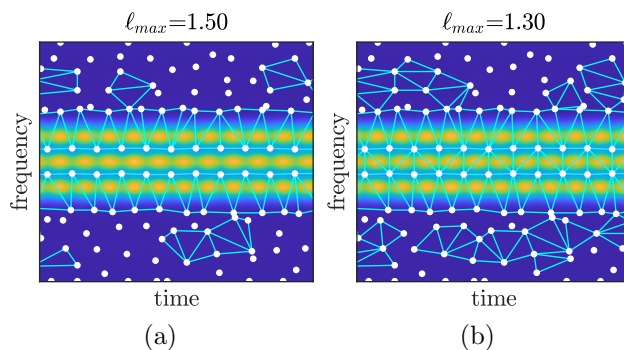 ℓmax=1.50
frequency
time
(a)
ℓmax=1.30
frequency
time
(b)